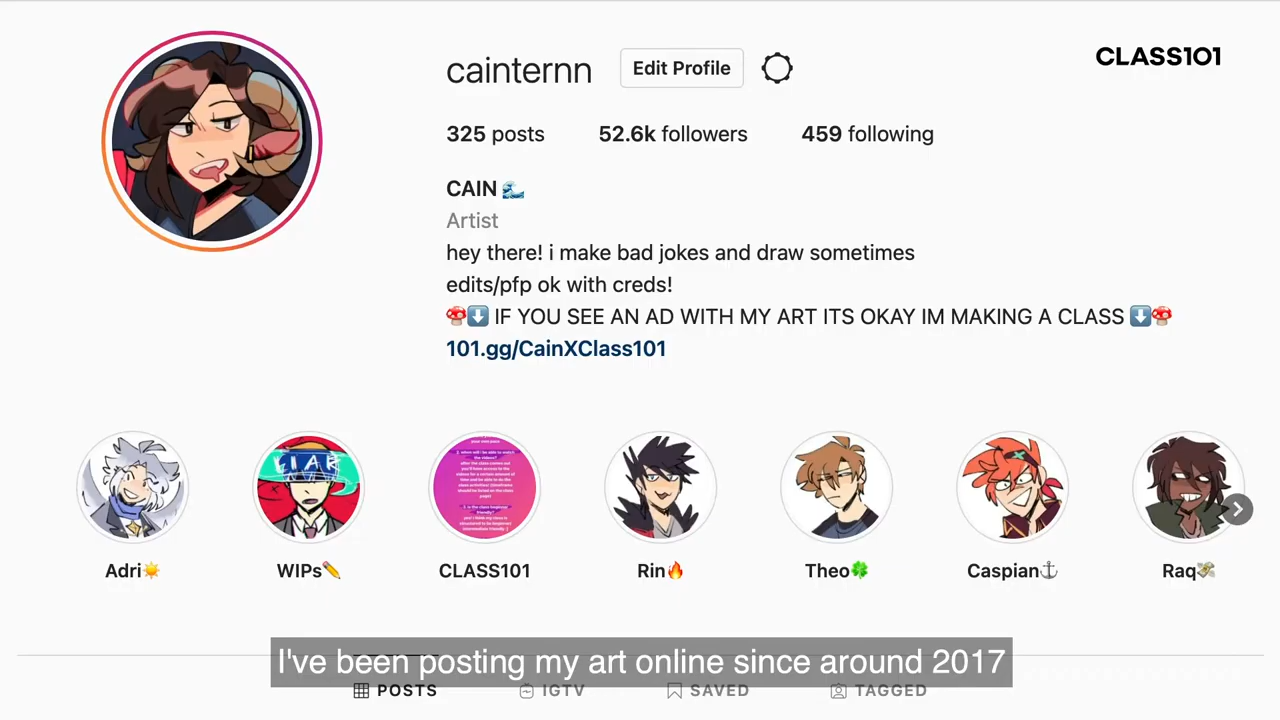 cainternn
Edit Profile
CLASS101
325 posts
52.6k followers
459 following
CAIN 🌊
Artist
hey there! i make bad jokes and draw sometimes
edits/pfp ok with creds!
🍄⬇️ IF YOU SEE AN AD WITH MY ART ITS OKAY IM MAKING A CLASS ⬇️🍄
101.gg/CainXClass101
LIAR
Adri☀️
WIPs✏️
CLASS101
Rin🔥
Theo🍀
Caspian⚓
Raq💸
I've been posting my art online since around 2017
POSTS
IGTV
SAVED
TAGGED